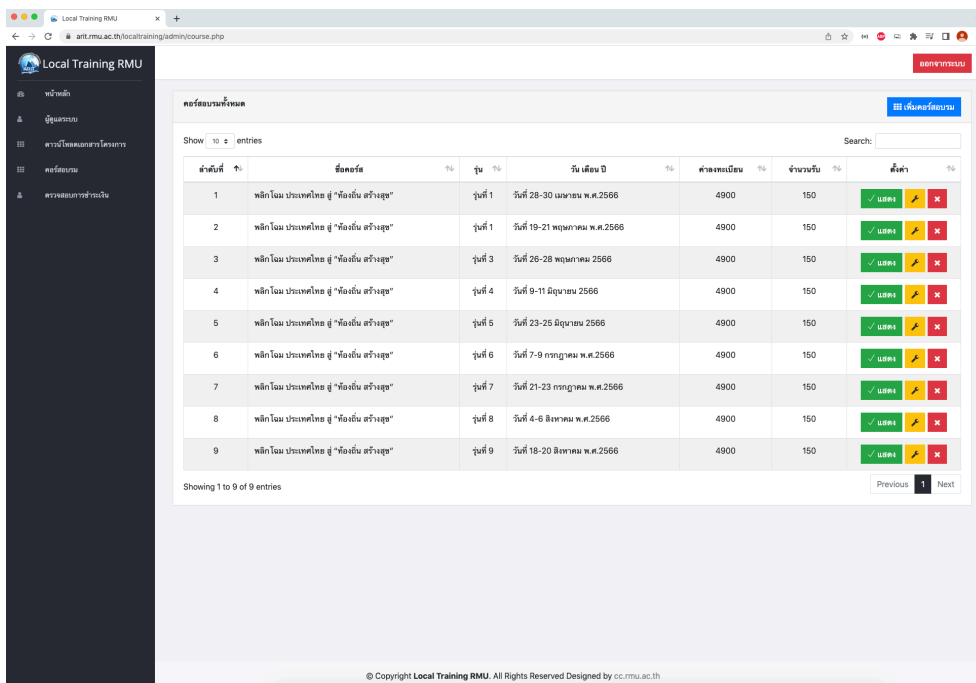 Local Training RMU
arit.rmu.ac.th/localtraining/admin/course.php
Local Training RMU
ออกจากระบบ
หน้าหลัก
ผู้ดูแลระบบ
ดาวน์โหลดเอกสารโครงการ
คอร์สอบรม
ตรวจสอบการชำระเงิน
คอร์สอบรมทั้งหมด
เพิ่มคอร์สอบรม
Show 10 entries
Search:
ลำดับที่ ชื่อคอร์ส รุ่น วัน เดือน ปี ค่าลงทะเบียน จำนวนรับ ตั้งค่า
1 พลิกโฉม ประเทศไทย สู่ "ท้องถิ่น สร้างสุข" รุ่นที่ 1 วันที่ 28-30 เมษายน พ.ศ.2566 4900 150 แสดง
2 พลิกโฉม ประเทศไทย สู่ "ท้องถิ่น สร้างสุข" รุ่นที่ 1 วันที่ 19-21 พฤษภาคม พ.ศ.2566 4900 150 แสดง
3 พลิกโฉม ประเทศไทย สู่ "ท้องถิ่น สร้างสุข" รุ่นที่ 3 วันที่ 26-28 พฤษภาคม 2566 4900 150 แสดง
4 พลิกโฉม ประเทศไทย สู่ "ท้องถิ่น สร้างสุข" รุ่นที่ 4 วันที่ 9-11 มิถุนายน 2566 4900 150 แสดง
5 พลิกโฉม ประเทศไทย สู่ "ท้องถิ่น สร้างสุข" รุ่นที่ 5 วันที่ 23-25 มิถุนายน 2566 4900 150 แสดง
6 พลิกโฉม ประเทศไทย สู่ "ท้องถิ่น สร้างสุข" รุ่นที่ 6 วันที่ 7-9 กรกฎาคม พ.ศ.2566 4900 150 แสดง
7 พลิกโฉม ประเทศไทย สู่ "ท้องถิ่น สร้างสุข" รุ่นที่ 7 วันที่ 21-23 กรกฎาคม พ.ศ.2566 4900 150 แสดง
8 พลิกโฉม ประเทศไทย สู่ "ท้องถิ่น สร้างสุข" รุ่นที่ 8 วันที่ 4-6 สิงหาคม พ.ศ.2566 4900 150 แสดง
9 พลิกโฉม ประเทศไทย สู่ "ท้องถิ่น สร้างสุข" รุ่นที่ 9 วันที่ 18-20 สิงหาคม พ.ศ.2566 4900 150 แสดง
Showing 1 to 9 of 9 entries
Previous 1 Next
© Copyright Local Training RMU. All Rights Reserved Designed by cc.rmu.ac.th